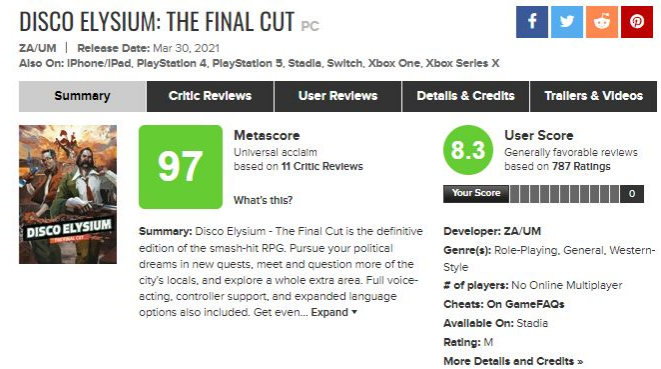 DISCO ELYSIUM: THE FINAL CUT PC
ZA/UM | Release Date: Mar 30, 2021
Also On: iPhone/iPad, PlayStation 4, PlayStation 5, Stadia, Switch, Xbox One, Xbox Series X
Summary
Critic Reviews
User Reviews
Details & Credits
Trailers & Videos
DISCO ELYSIUM
THE FINAL CUT
97
Metascore
Universal acclaim
based on 11 Critic Reviews
What's this?
Summary: Disco Elysium - The Final Cut is the definitive
edition of the smash-hit RPG. Pursue your political
dreams in new quests, meet and question more of the
city's locals, and explore a whole extra area. Full voice-
acting, controller support, and expanded language
options also included. Get even... Expand
8.3
User Score
Generally favorable reviews
based on 787 Ratings
Your Score
0
Developer: ZA/UM
Genre(s): Role-Playing, General, Western-
Style
# of players: No Online Multiplayer
Cheats: On GameFAQs
Available On: Stadia
Rating: M
More Details and Credits »